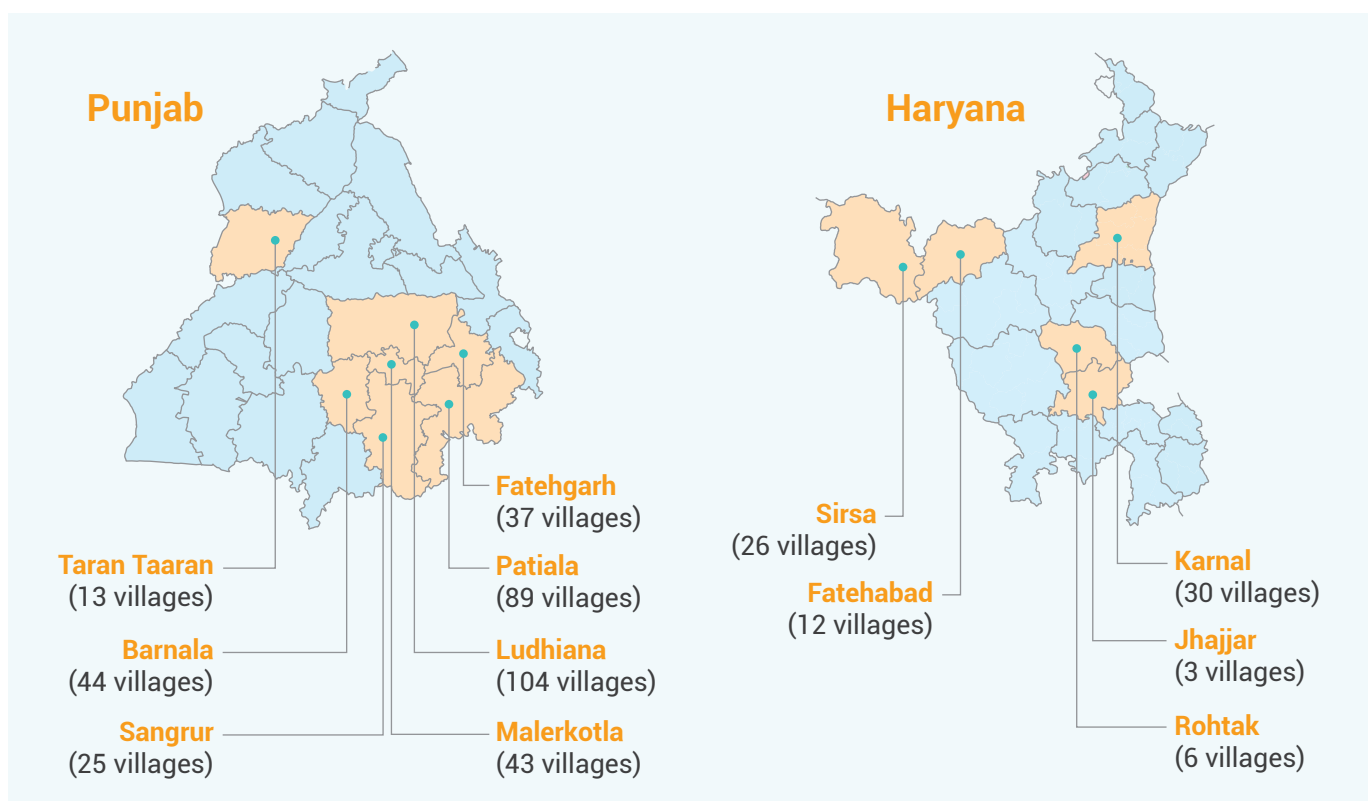 Punjab
Taran Taaran
(13 villages)
Barnala
(44 villages)
Sangrur
(25 villages)
Fatehgarh
(37 villages)
Patiala
(89 villages)
Ludhiana
(104 villages)
Malerkotla
(43 villages)
Haryana
Sirsa
(26 villages)
Fatehabad
(12 villages)
Karnal
(30 villages)
Jhajjar
(3 villages)
Rohtak
(6 villages)